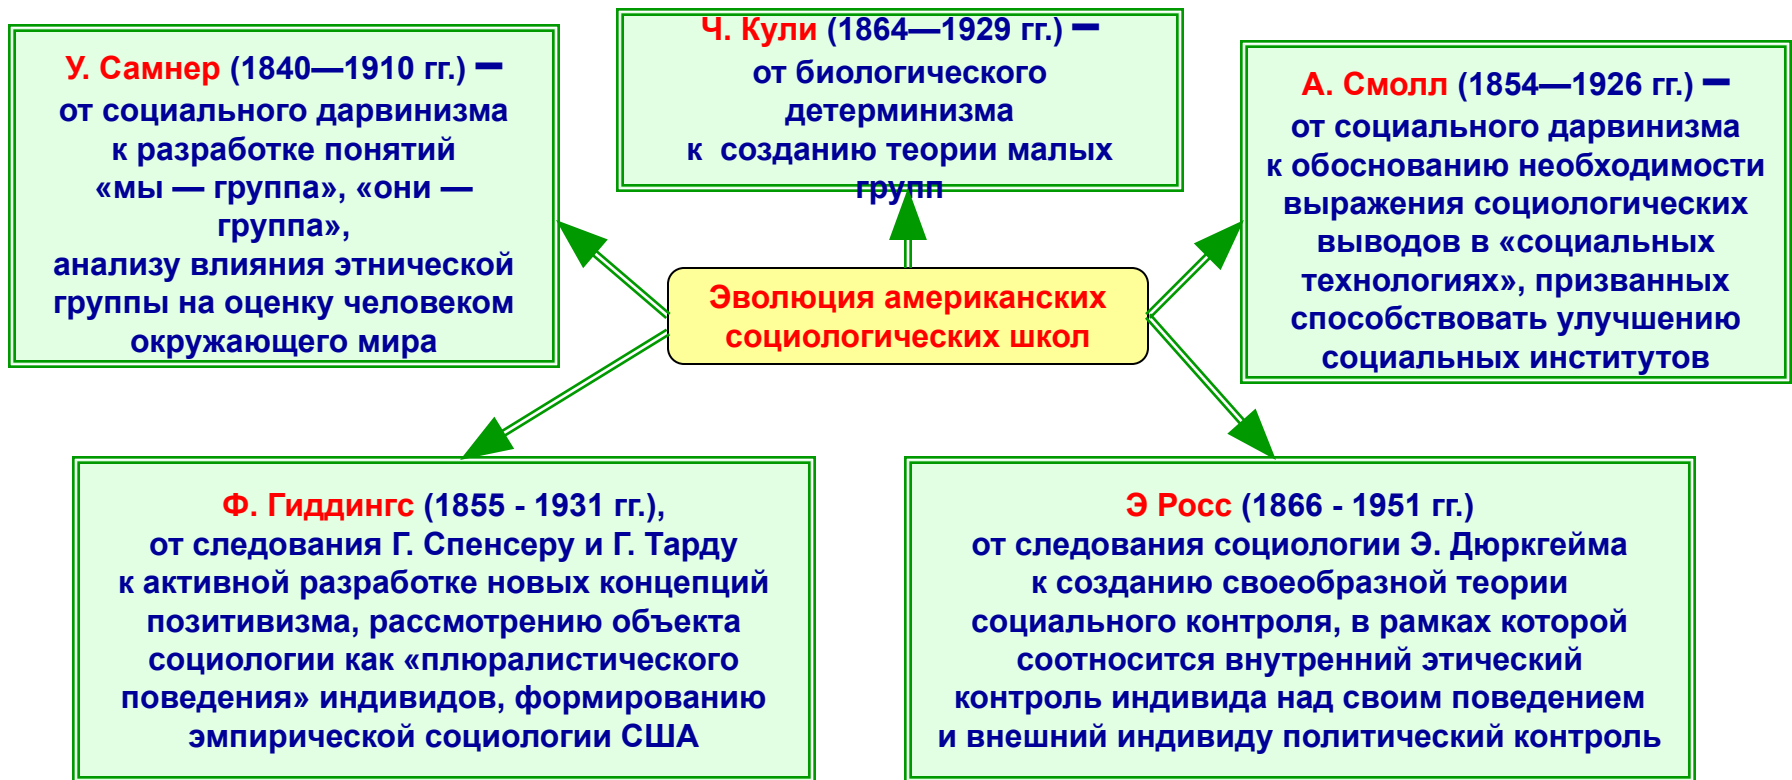 У. Самнер (1840—1910 гг.) –
от социального дарвинизма
к разработке понятий
«мы — группа», «они —
группа»,
анализу влияния этнической
группы на оценку человеком
окружающего мира
Ч. Кули (1864—1929 гг.) –
от биологического
детерминизма
к создания теории малых
групп
А. Смолл (1854—1926 гг.) –
от социального дарвинизма
к обоснованию необходимости
выражения социологических
выводов в «социальных
технологиях», призванных
способствовать улучшению
социальных институтов
Эволюция американских
социологических школ
Ф. Гиддингс (1855 - 1931 гг.),
от следования Г. Спенсеру и Г. Тарду
к активной разработке новых концепций
позитивизма, рассмотрению объекта
социологии как «плюралистического
поведения» индивидов, формированию
эмпирической социологии США
Э Росс (1866 - 1951 гг.)
от следования социологии Э. Дюркгейма
к созданию своеобразной теории
социального контроля, в рамках которой
соотносится внутренний этический
контроль индивида над своим поведением
и внешний индивиду политический контроль